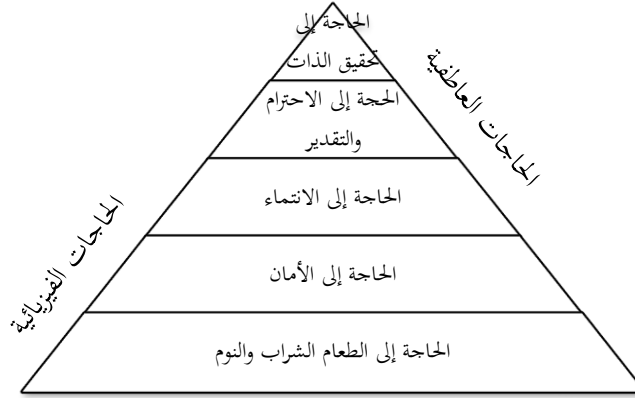 الحاجة إلى
تحقيق الذات
الحجة إلى الاحترام
والتقدير
الحاجة إلى الانتماء
الحاجة إلى الأمان
الحاجة إلى الطعام الشراب والنوم
الحاجات العاطفية
الحاجات الفيزيائية